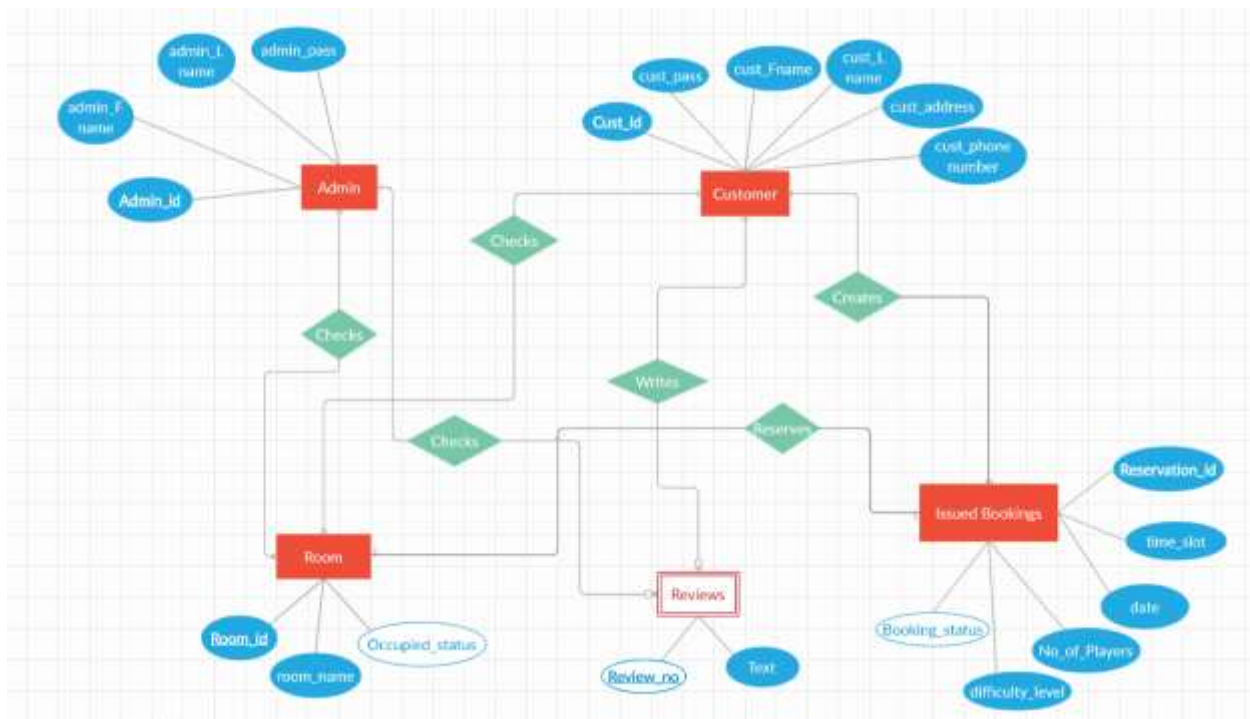 admin_L
name
admin_pass
admin_F
name
Admin_id
Admin
cust_pass
cust_Fname
cust_L
name
Cust_Id
cust_address
cust_phone
number
Customer
Checks
Creates
Checks
Writes
Checks
Reserves
Reservation_id
Issued Bookings
time_slot
Room
Reviews
date
Room_id
Occupied_status
room_name
Review_no
Text
Booking_status
No_of_Players
difficulty_level